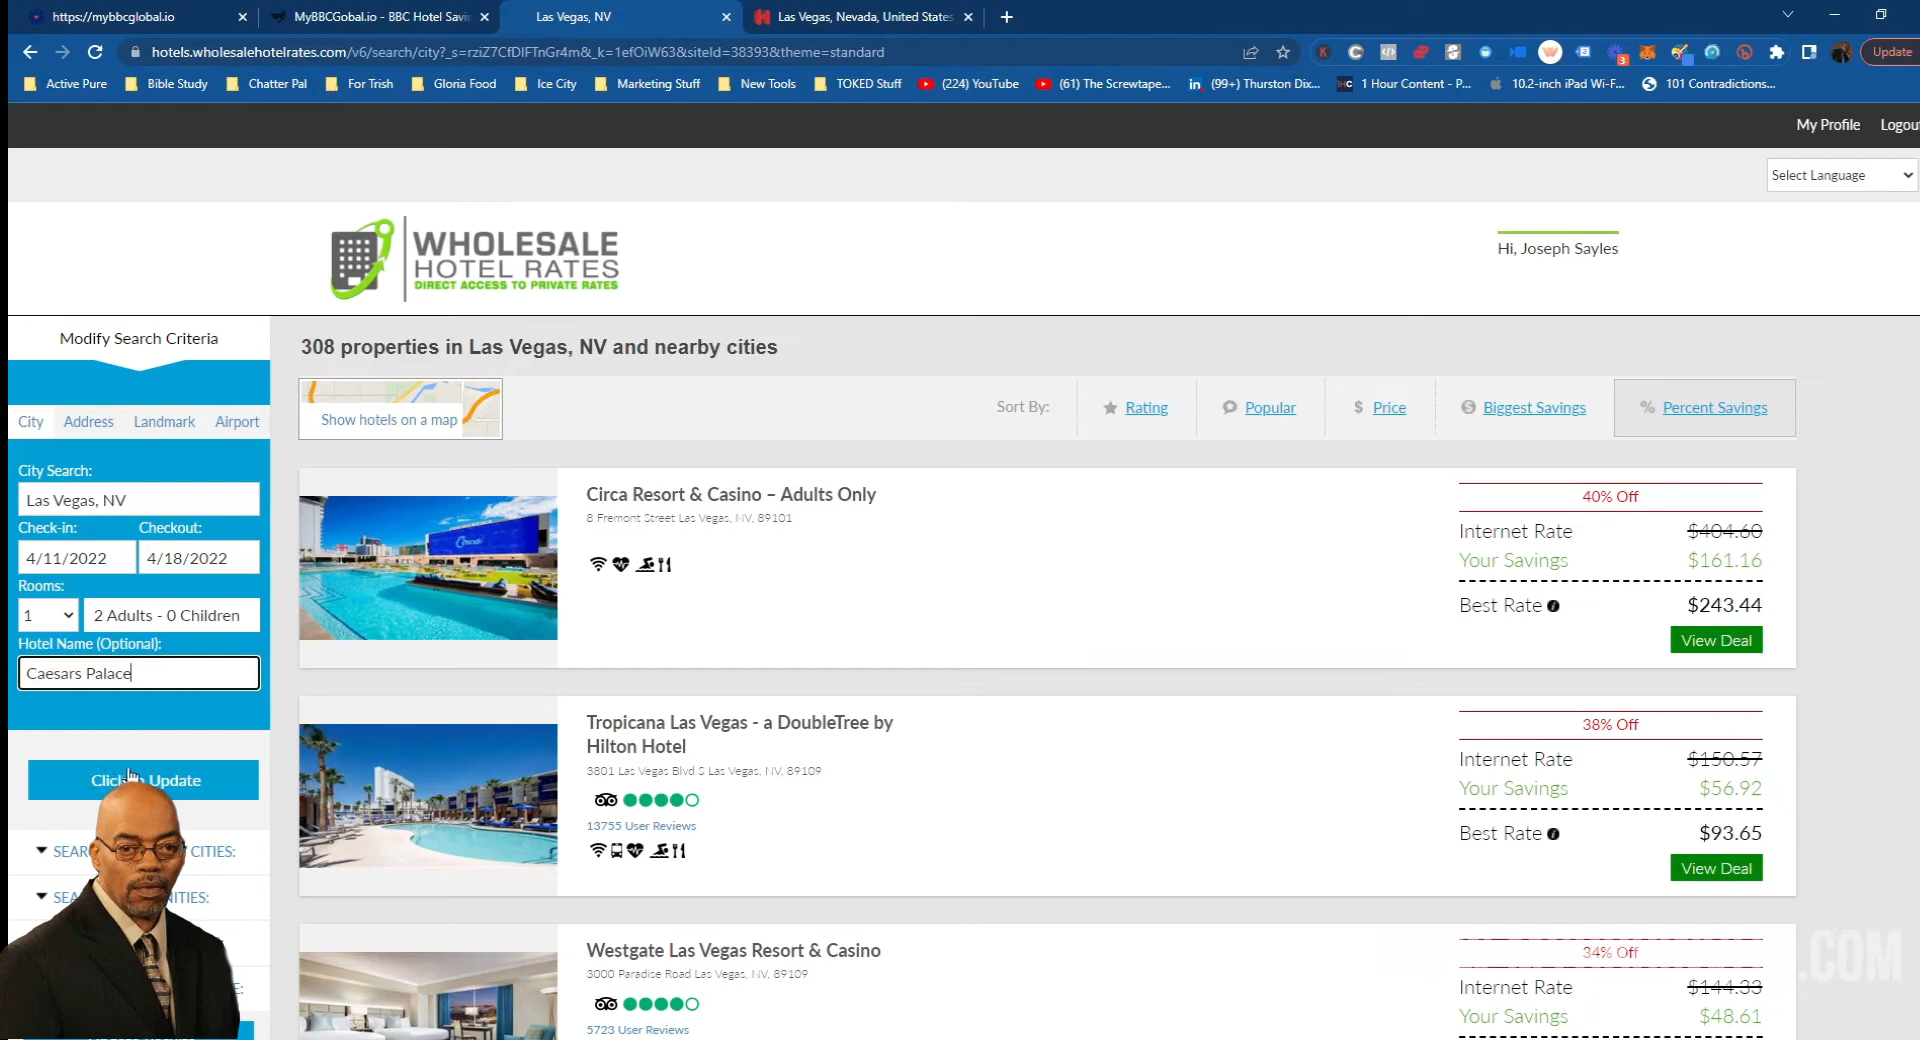 https://mybbcglobal.io
MyBBCGobal.io - BBC Hotel Savi
Las Vegas, NV
Las Vegas, Nevada, United States
hotels.wholesalehotelrates.com/v6/search/city?_s=rziZ7CfDIFTnGr4m&_k=1efOiW63&siteId=38393&theme=standard
Update
Active Pure
Bible Study
Chatter Pal
For Trish
Gloria Food
Ice City
Marketing Stuff
New Tools
TOKED Stuff
(224) YouTube
(61) The Screwtape...
(99+) Thurston Dix...
1 Hour Content - P...
10.2-inch iPad Wi-F...
101 Contradictions...
My Profile
Logout
Select Language
WHOLESALE
HOTEL RATES
DIRECT ACCESS TO PRIVATE RATES
Hi, Joseph Sayles
Modify Search Criteria
City Address Landmark Airport
City Search:
Las Vegas, NV
Check-in: Checkout:
4/11/2022 4/18/2022
Rooms:
1 2 Adults - 0 Children
Hotel Name (Optional):
Caesars Palace
Update
CITIES:
308 properties in Las Vegas, NV and nearby cities
Show hotels on a map
Sort By:
Rating
Popular
$ Price
Biggest Savings
% Percent Savings
Circa Resort & Casino – Adults Only
8 Fremont Street Las Vegas, NV, 89101
40% Off
Internet Rate $404.60
Your Savings $161.16
Best Rate $243.44
View Deal
Tropicana Las Vegas - a DoubleTree by
Hilton Hotel
3801 Las Vegas Blvd S Las Vegas, NV, 89109
13755 User Reviews
38% Off
Internet Rate $150.57
Your Savings $56.92
Best Rate $93.65
View Deal
Westgate Las Vegas Resort & Casino
3000 Paradise Road Las Vegas, NV, 89109
5723 User Reviews
34% Off
Internet Rate $144.33
Your Savings $48.61
.COM